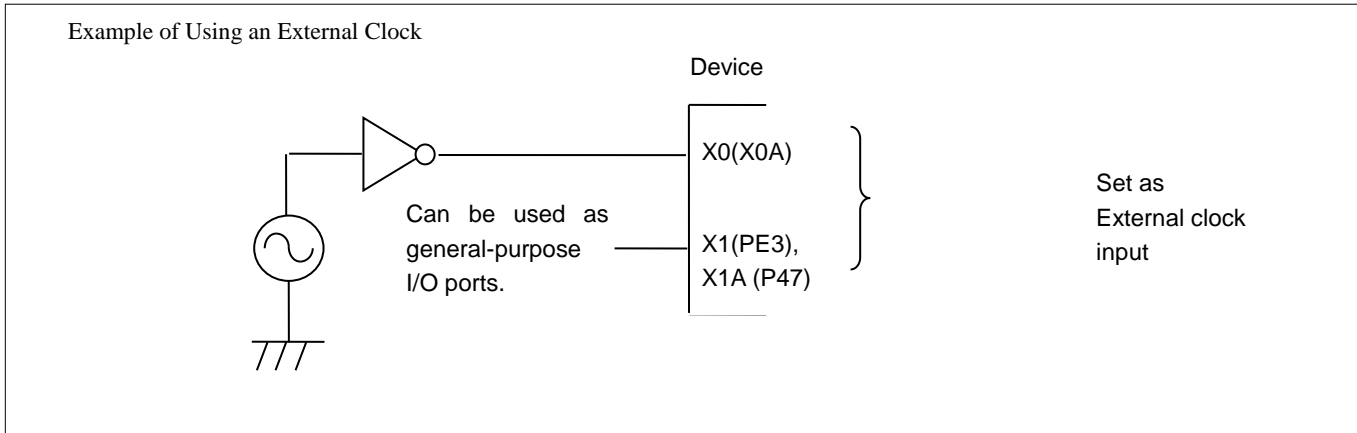 Example of Using an External Clock
Device
X0(X0A)
Can be used as
general-purpose
I/O ports.
X1(PE3),
X1A (P47)
Set as
External clock
input